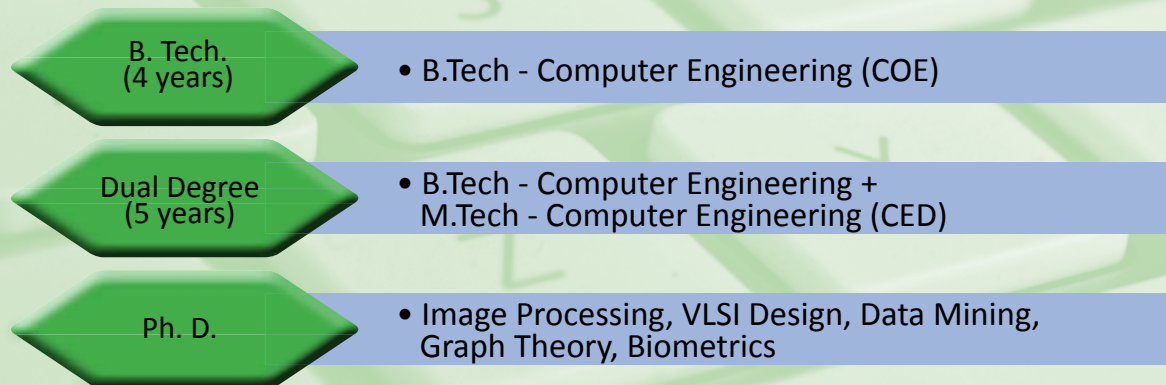 B. Tech.
(4 years)
• B.Tech - Computer Engineering (COE)
Dual Degree
(5 years)
• B.Tech - Computer Engineering +
M.Tech - Computer Engineering (CED)
Ph. D.
• Image Processing, VLSI Design, Data Mining,
Graph Theory, Biometrics